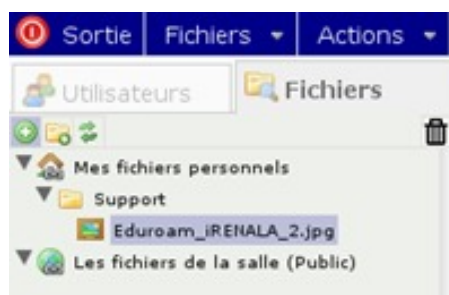 Sortie Fichiers Actions
Utilisateurs Fichiers
Mes fichiers personnels
Support
Eduroam_iRENALA_2.jpg
Les fichiers de la salle (Public)